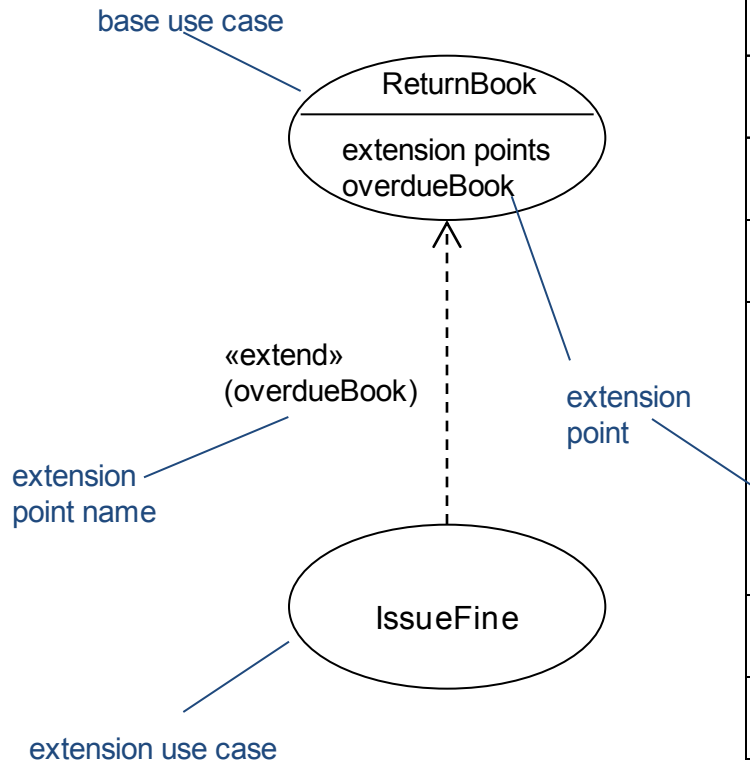 base use case
ReturnBook
extension points
overdueBook
«extend»
(overdueBook)
extension
point
extension
point name
IssueFine
extension use case